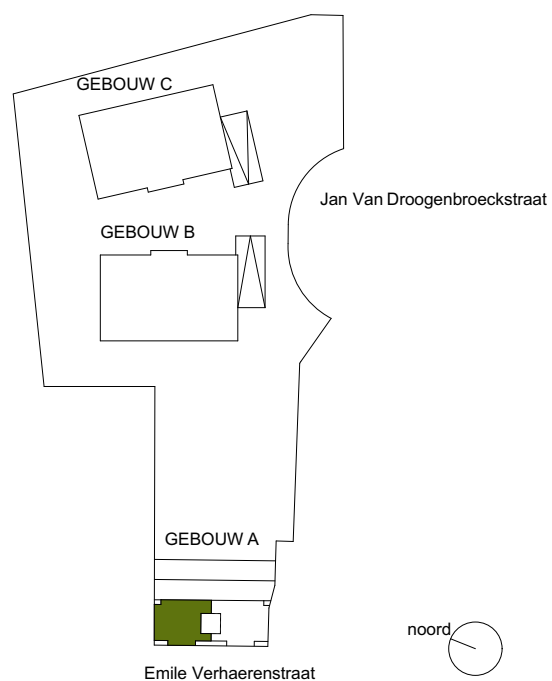 GEBOUW C
Jan Van Droogenbroeckstraat
GEBOUW B
GEBOUW A
noord
Emile Verhaerenstraat